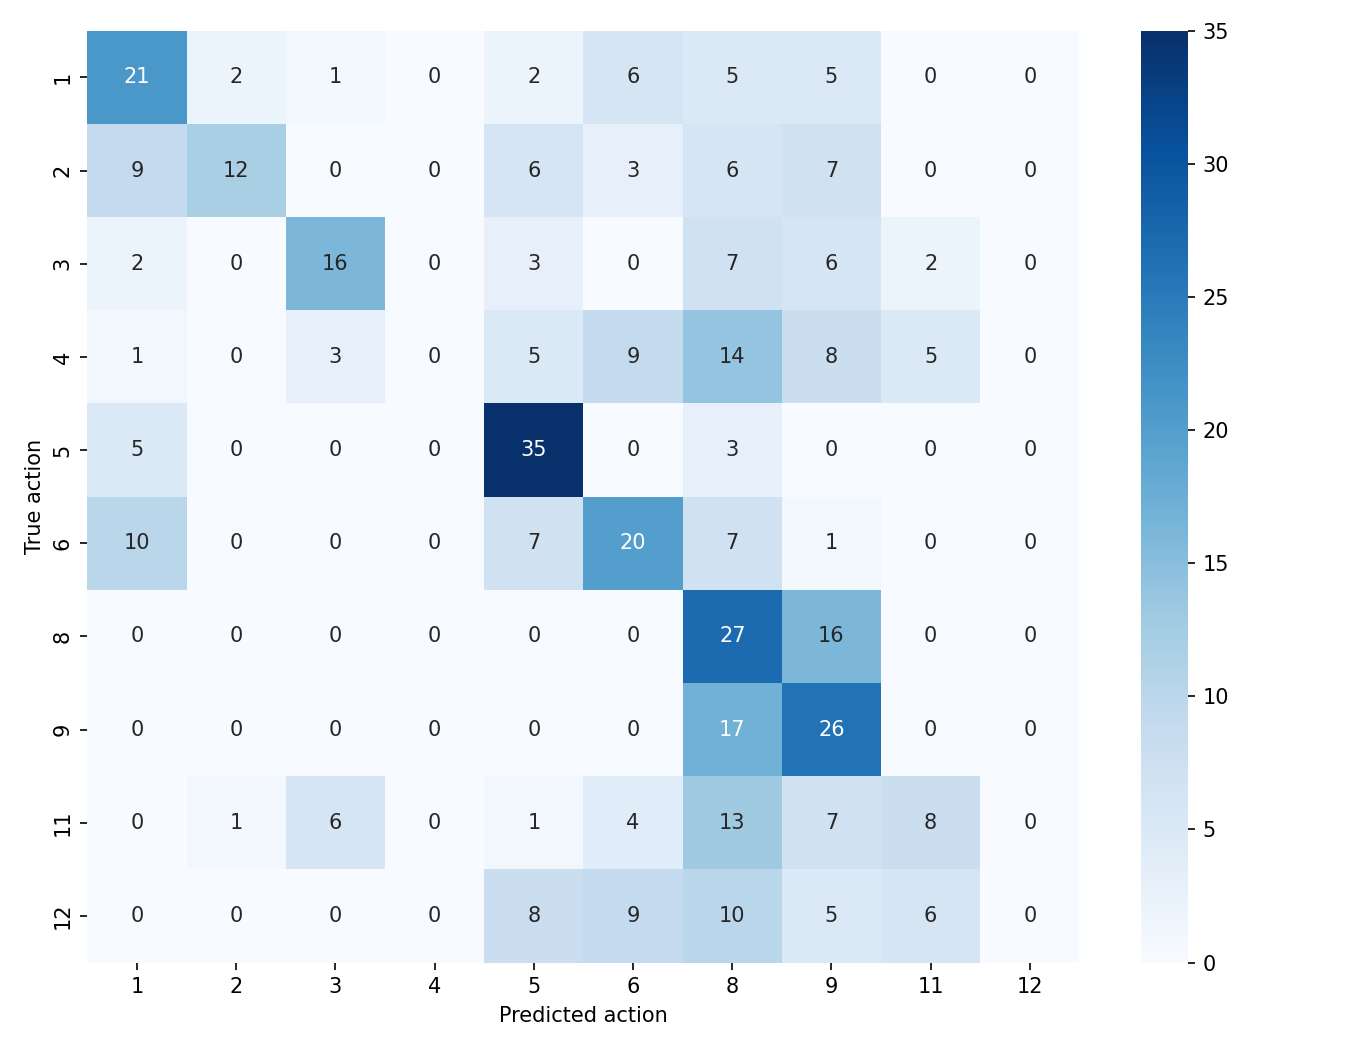 1 21 2 1 0 2 6 5 5 0 0
2 9 12 0 0 6 3 6 7 0 0
3 2 0 16 0 3 0 7 6 2 0
4 1 0 3 0 5 9 14 8 5 0
5 5 0 0 0 35 0 3 0 0 0
6 10 0 0 0 7 20 7 1 0 0
8 0 0 0 0 0 0 27 16 0 0
9 0 0 0 0 0 0 17 26 0 0
11 0 1 6 0 1 4 13 7 8 0
12 0 0 0 0 8 9 10 5 6 0
1 2 3 4 5 6 8 9 11 12
Predicted action
True action
35
30
25
20
15
10
5
0